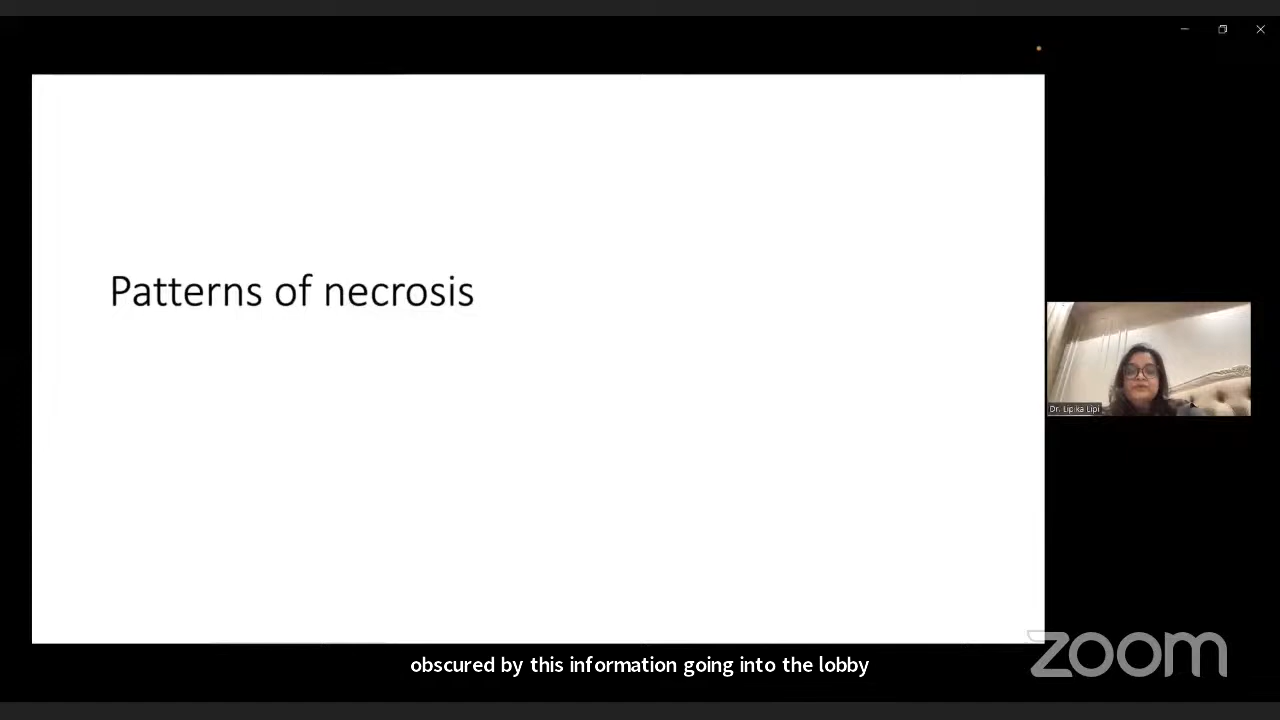 Patterns of necrosis
Dr. Lipika Lipi
obscured by this information going into the lobby
zoom